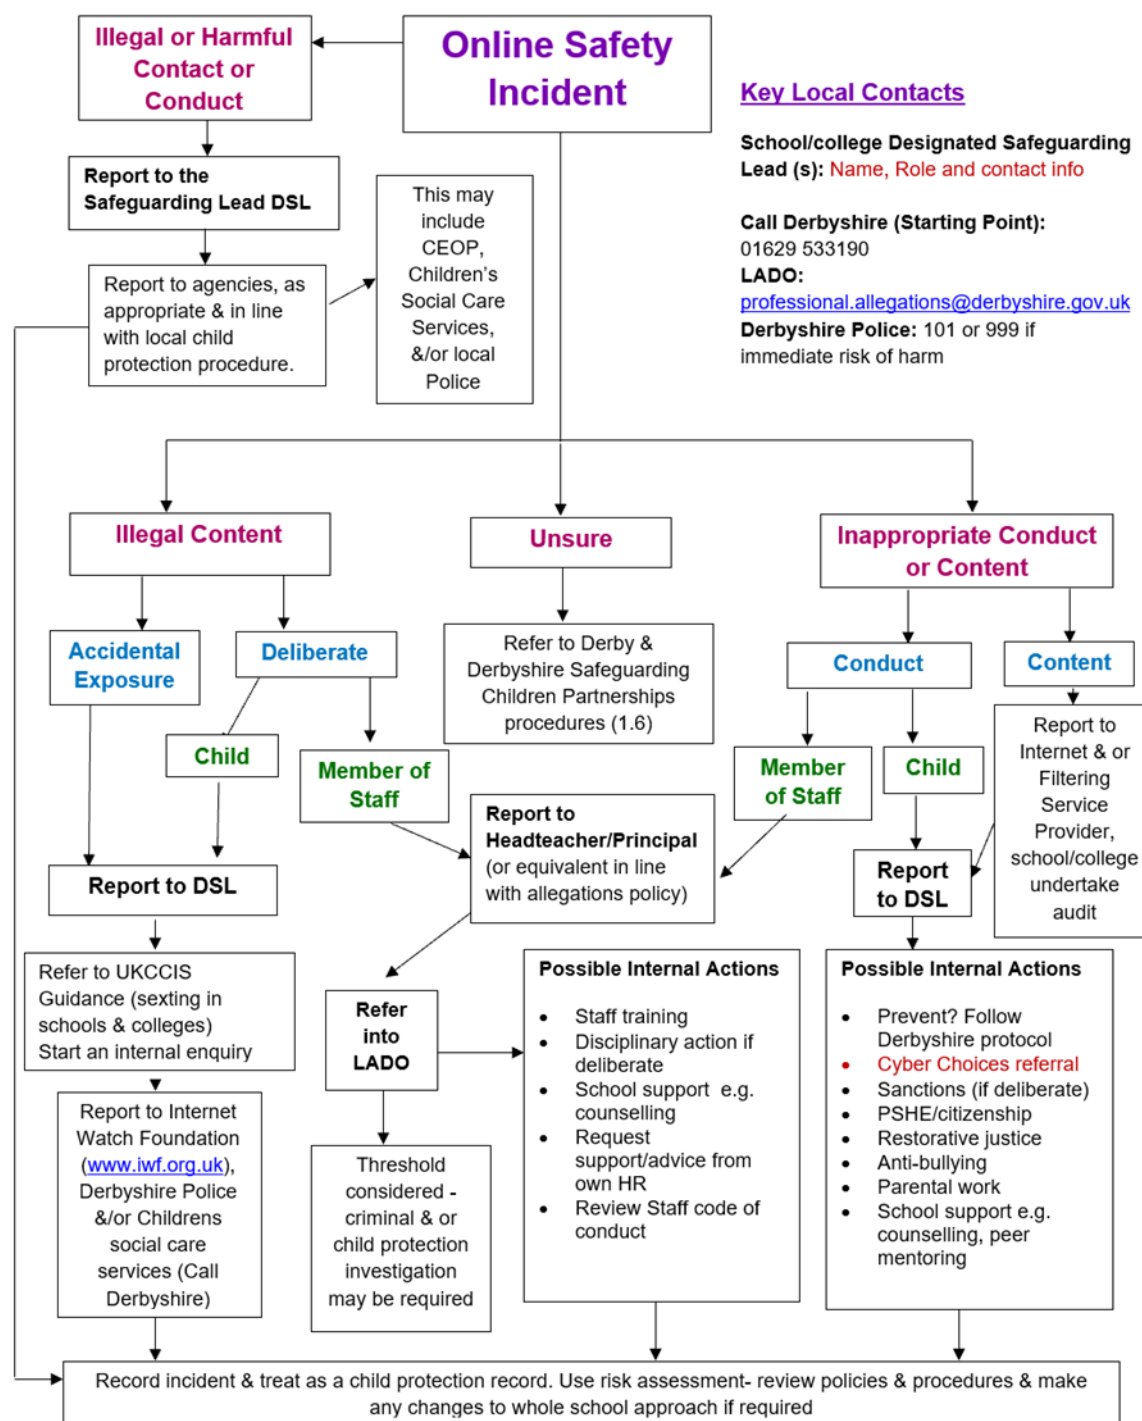 Illegal or Harmful
Contact or
Conduct
Online Safety
Incident
Key Local Contacts
School/college Designated Safeguarding
Lead (s): Name, Role and contact info
Call Derbyshire (Starting Point):
01629 533190
LADO:
professional.allegations@derbyshire.gov.uk
Derbyshire Police: 101 or 999 if
immediate risk of harm
Report to the
Safeguarding Lead DSL
Report to agencies, as
appropriate & in line
with local child
protection procedure.
This may
include
CEOP,
Children's
Social Care
Services,
&/or local
Police
Illegal Content
Unsure
Inappropriate Conduct
or Content
Accidental
Exposure
Deliberate
Refer to Derby &
Derbyshire Safeguarding
Children Partnerships
procedures (1.6)
Conduct
Content
Child
Member of
Staff
Member
of Staff
Child
Report to
Internet & or
Filtering
Service
Provider,
school/college
undertake
audit
Report to
Headteacher/Principal
(or equivalent in line
with allegations policy)
Report to DSL
Report
to DSL
Refer to UKCCIS
Guidance (sexting in
schools & colleges)
Start an internal enquiry
Refer
into
LADO
Possible Internal Actions
• Staff training
• Disciplinary action if
deliberate
• School support e.g.
counselling
• Request
support/advice from
own HR
• Review Staff code of
conduct
Possible Internal Actions
• Prevent? Follow
Derbyshire protocol
• Cyber Choices referral
• Sanctions (if deliberate)
• PSHE/citizenship
• Restorative justice
• Anti-bullying
• Parental work
• School support e.g.
counselling, peer
mentoring
Report to Internet
Watch Foundation
(www.iwf.org.uk),
Derbyshire Police
&/or Childrens
social care
services (Call
Derbyshire)
Threshold
considered -
criminal & or
child protection
investigation
may be required
Record incident & treat as a child protection record. Use risk assessment- review policies & procedures & make
any changes to whole school approach if required